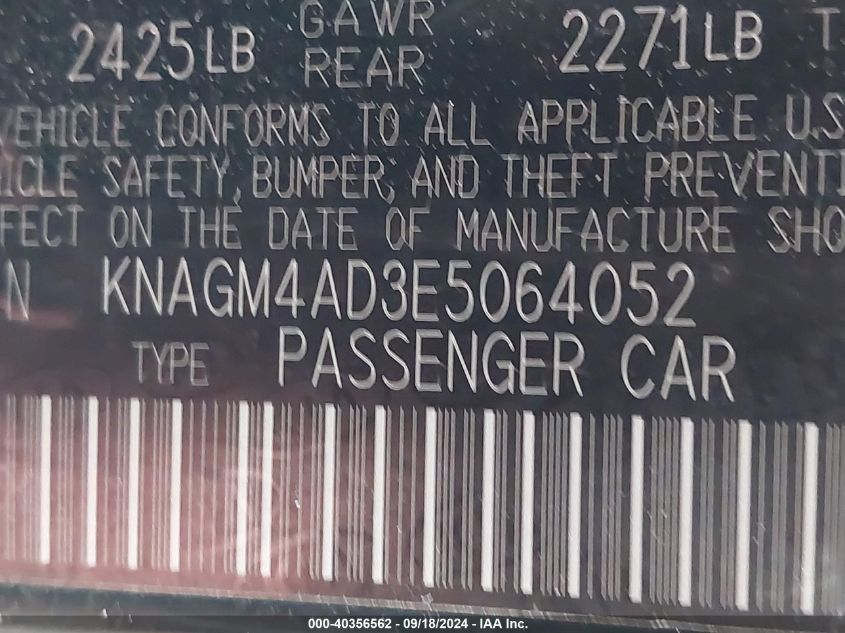 2425LB GAWR REAR 2271LB T
VEHICLE CONFORMS TO ALL APPLICABLE U.S
ICLE SAFETY, BUMPER, AND THEFT PREVENTI
FECT ON THE DATE OF MANUFACTURE SHO
N KNAGM4AD3E5064052
TYPE PASSENGER CAR
000-40356562 - 09/18/2024 - IAA Inc.